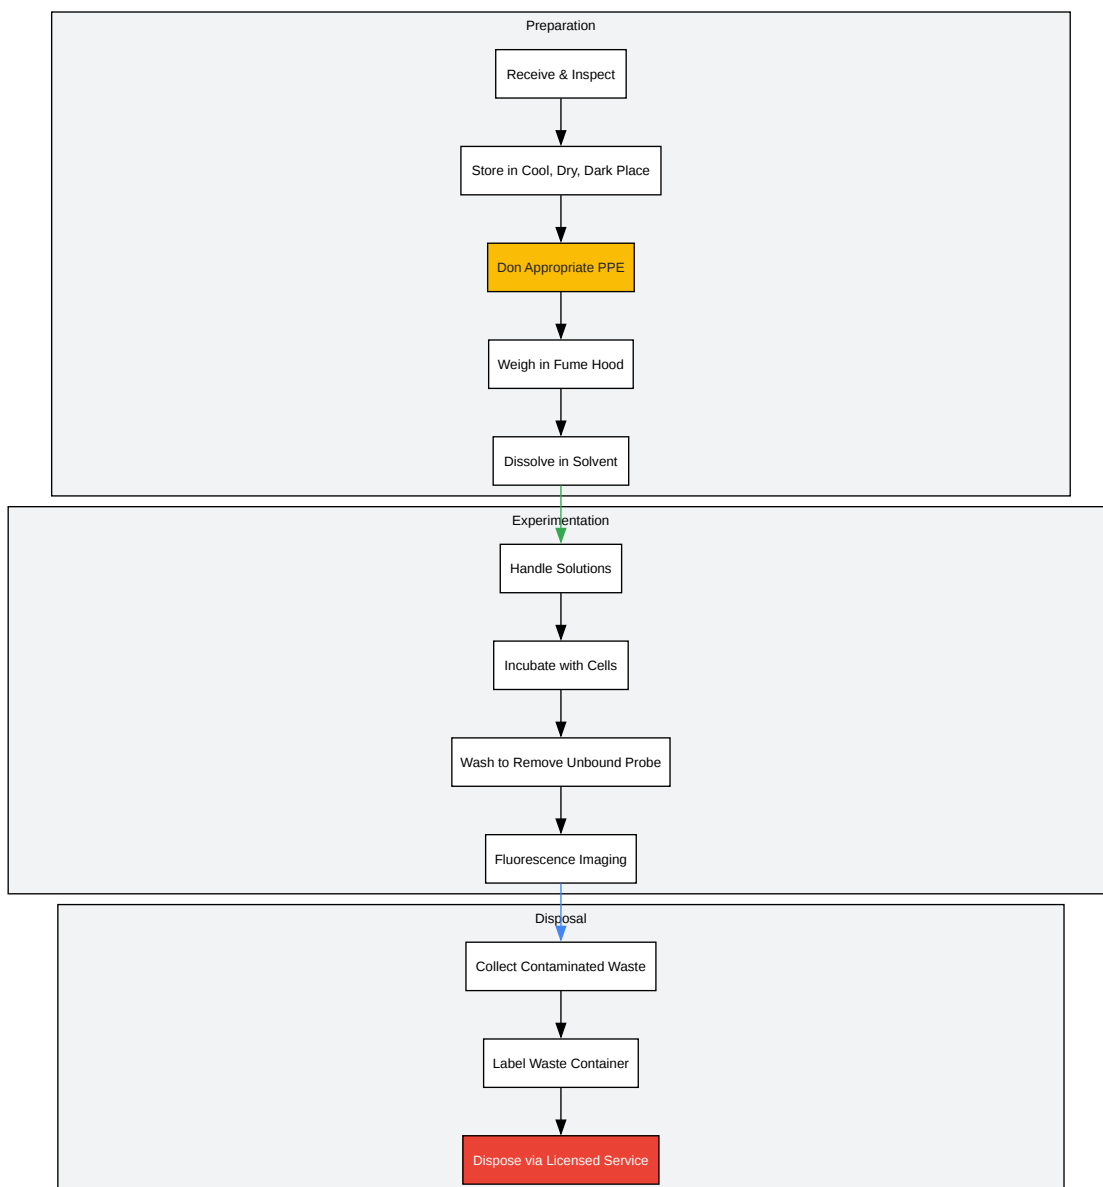 Preparation
Receive & Inspect
Store in Cool, Dry, Dark Place
Don Appropriate PPE
Weigh in Fume Hood
Dissolve in Solvent
Experimentation
Handle Solutions
Incubate with Cells
Wash to Remove Unbound Probe
Fluorescence Imaging
Disposal
Collect Contaminated Waste
Label Waste Container
Dispose via Licensed Service